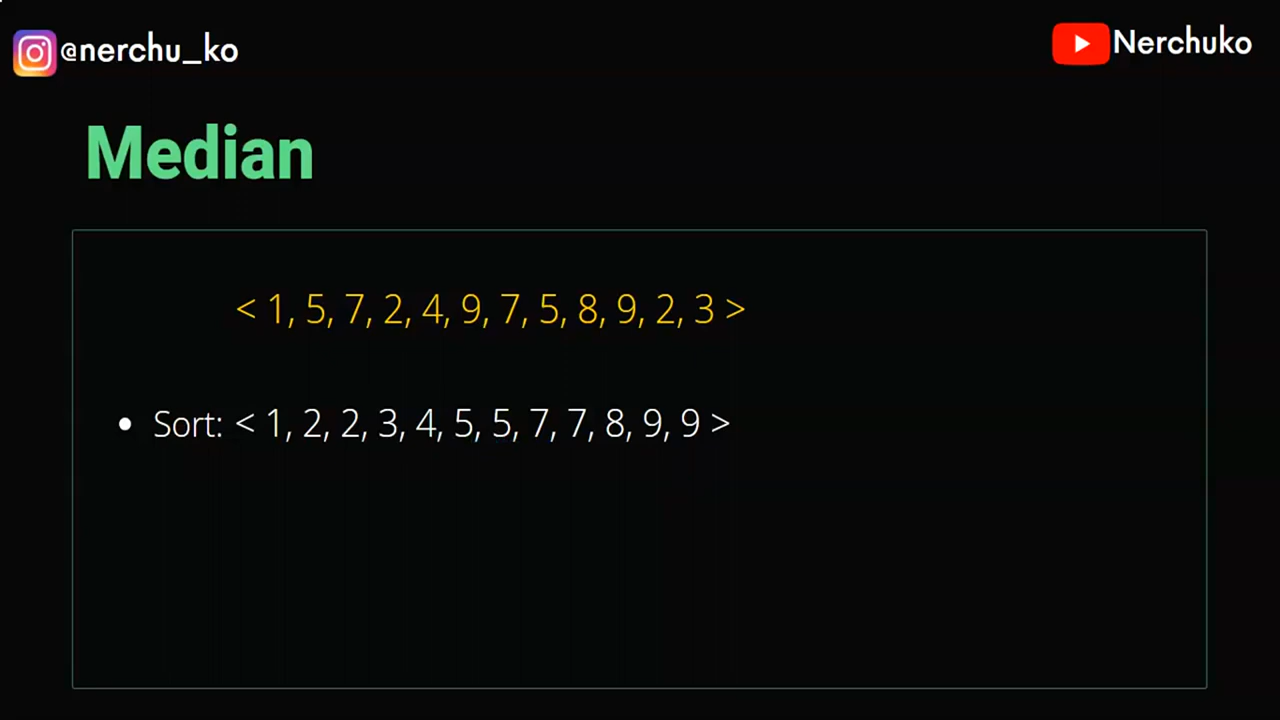 @nerchu_ko
Nerchuko
Median
< 1, 5, 7, 2, 4, 9, 7, 5, 8, 9, 2, 3 >
• Sort: < 1, 2, 2, 3, 4, 5, 5, 7, 7, 8, 9, 9 >